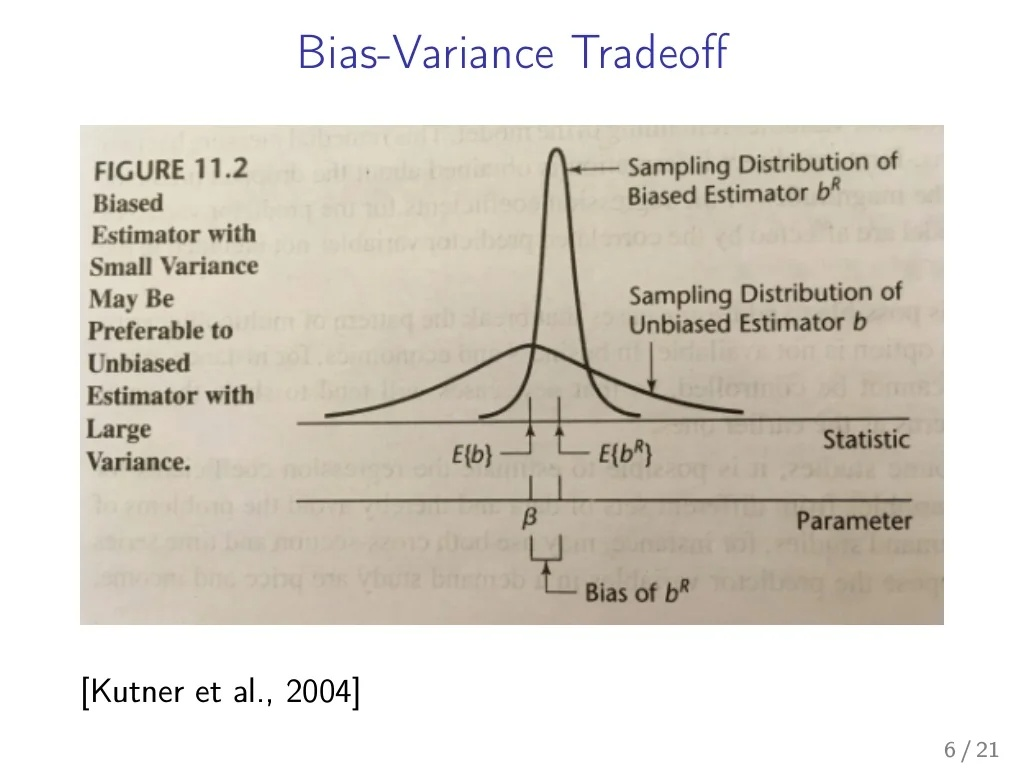 Bias-Variance Tradeoff
FIGURE 11.2
Biased
Estimator with
Small Variance
May Be
Preferable to
Unbiased
Estimator with
Large
Variance.
Sampling Distribution of
Biased Estimator b^R
Sampling Distribution of
Unbiased Estimator b
E{b}
E{b^R}
Statistic
β
Parameter
Bias of b^R
[Kutner et al., 2004]
6 / 21